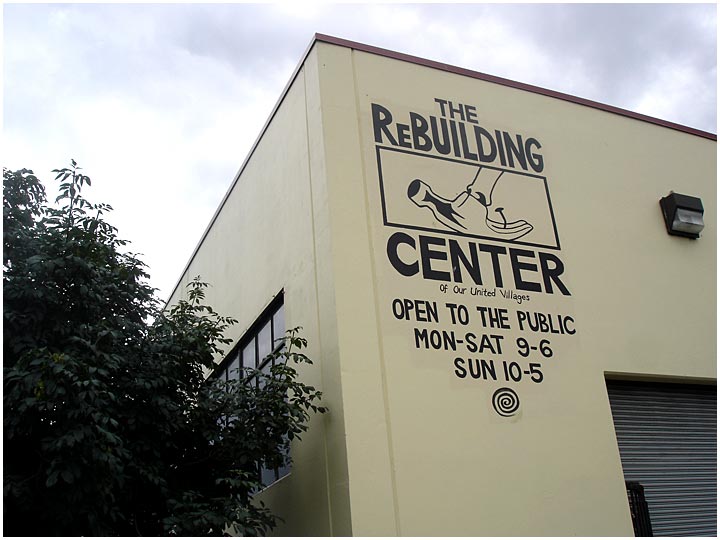 THE
REBUILDING
CENTER
Of Our United Villages
OPEN TO THE PUBLIC
MON-SAT 9-6
SUN 10-5